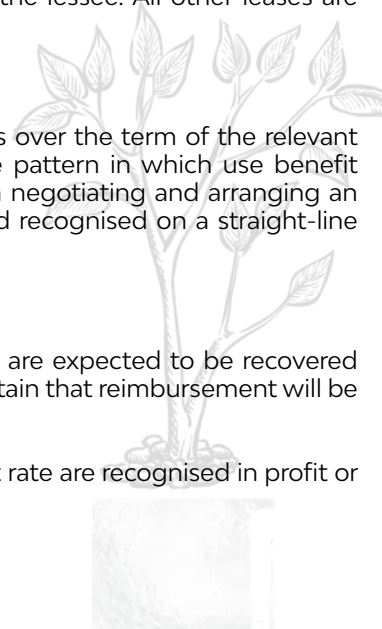 the lessee. All other leases are
s over the term of the relevant
pattern in which use benefit
negotiating and arranging an
d recognised on a straight-line
are expected to be recovered
tain that reimbursement will be
rate are recognised in profit or